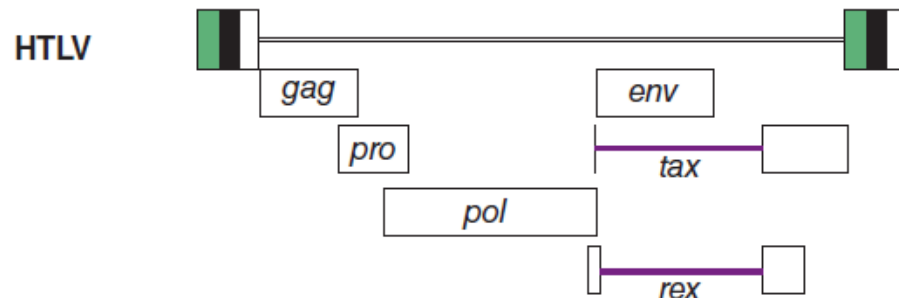 HTLV
gag
env
pro
tax
pol
rex